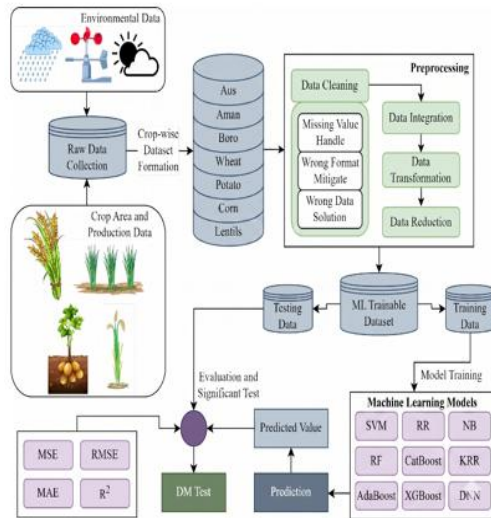 Environmental Data
Raw Data
Collection
Crop-wise
Dataset
Formation
Crop Area and
Production Data
Aus
Aman
Boro
Wheat
Potato
Corn
Lentils
Preprocessing
Data Cleaning
Missing Value
Handle
Wrong Format
Mitigate
Wrong Data
Solution
Data Integration
Data
Transformation
Data Reduction
Testing
Data
ML Trainable
Dataset
Training
Data
Model Training
Evaluation and
Significant Test
Machine Learning Models
SVM
RR
NB
RF
CatBoost
KRR
AdaBoost
XGBoost
DNN
MSE
RMSE
MAE
R²
Predicted Value
DM Test
Prediction